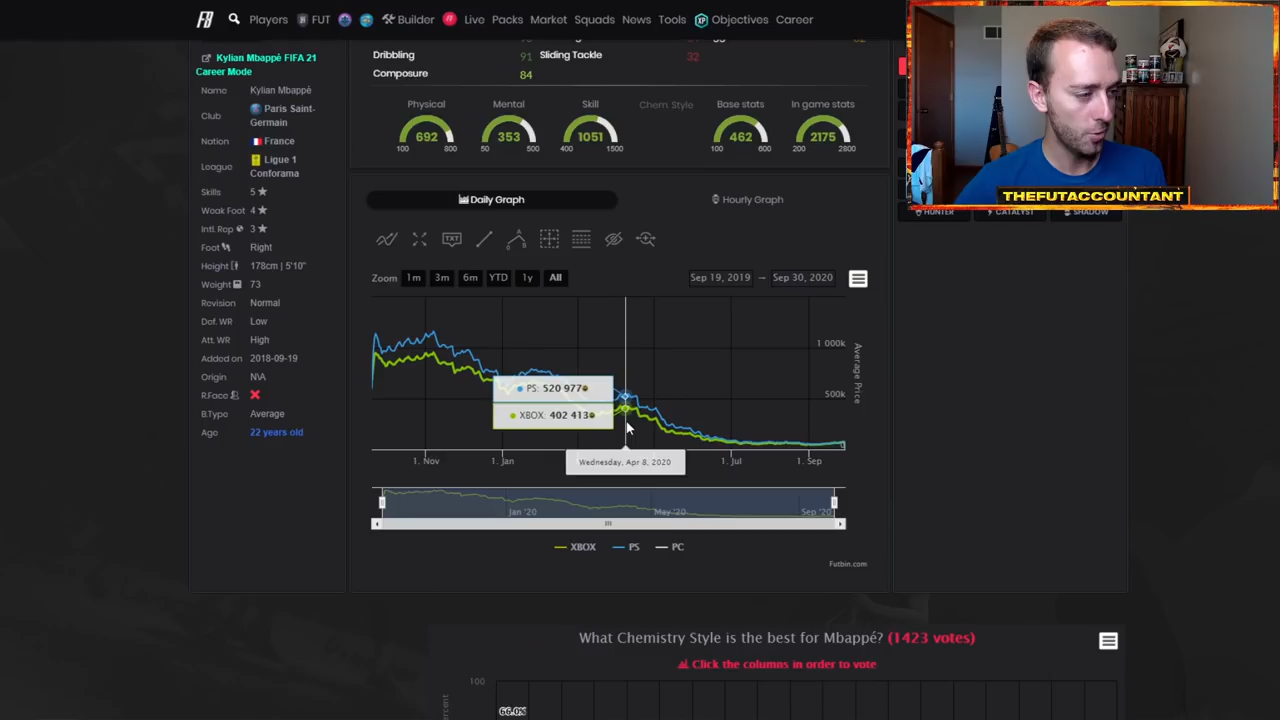 FB Players FUT Builder Live Packs Market Squads News Tools XP Objectives Career
Kylian Mbappé FIFA 21
Career Mode
Name Kylian Mbappé
Club Paris Saint-
Germain
Nation France
League Ligue 1
Conforama
Skills 5
Weak Foot 4
Intl. Rep 3
Foot Right
Height 178cm | 5'10"
Weight 73
Revision Normal
Def. WR Low
Att. WR High
Added on 2018-09-19
Origin N\A
R.Face
B.Type Average
Age 22 years old
Dribbling 91 Sliding Tackle 32
Composure 84
Physical Mental Skill Chem. Style Base stats In game stats
692 353 1051 462 2175
100 800 50 500 400 1500 100 600 200 2800
Daily Graph Hourly Graph
TXT
Zoom 1m 3m 6m YTD 1y All Sep 19, 2019 → Sep 30, 2020
1 000k
500k
Average Price
PS: 520 977
XBOX: 402 413
Wednesday, Apr 8, 2020
1. Nov 1. Jan 1. Jul 1. Sep
Jan '20 May '20 Sep '20
XBOX PS PC
Futbin.com
What Chemistry Style is the best for Mbappé? (1423 votes)
Click the columns in order to vote
100
66.0%
THEFUTACCOUNTANT
HUNTER CATALYST SHADOW